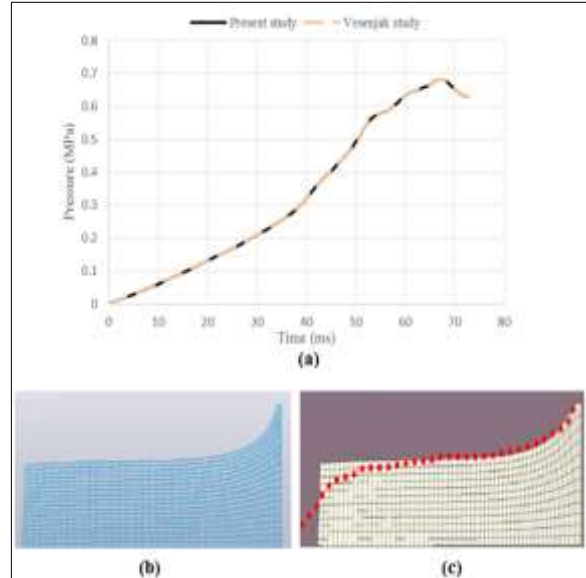 Present study Vesenjak study
0.8
0.7
0.6
0.5
0.4
0.3
0.2
0.1
0
Pressure (MPa)
0 10 20 30 40 50 60 70 80
Time (ms)
(a)
(b) (c)